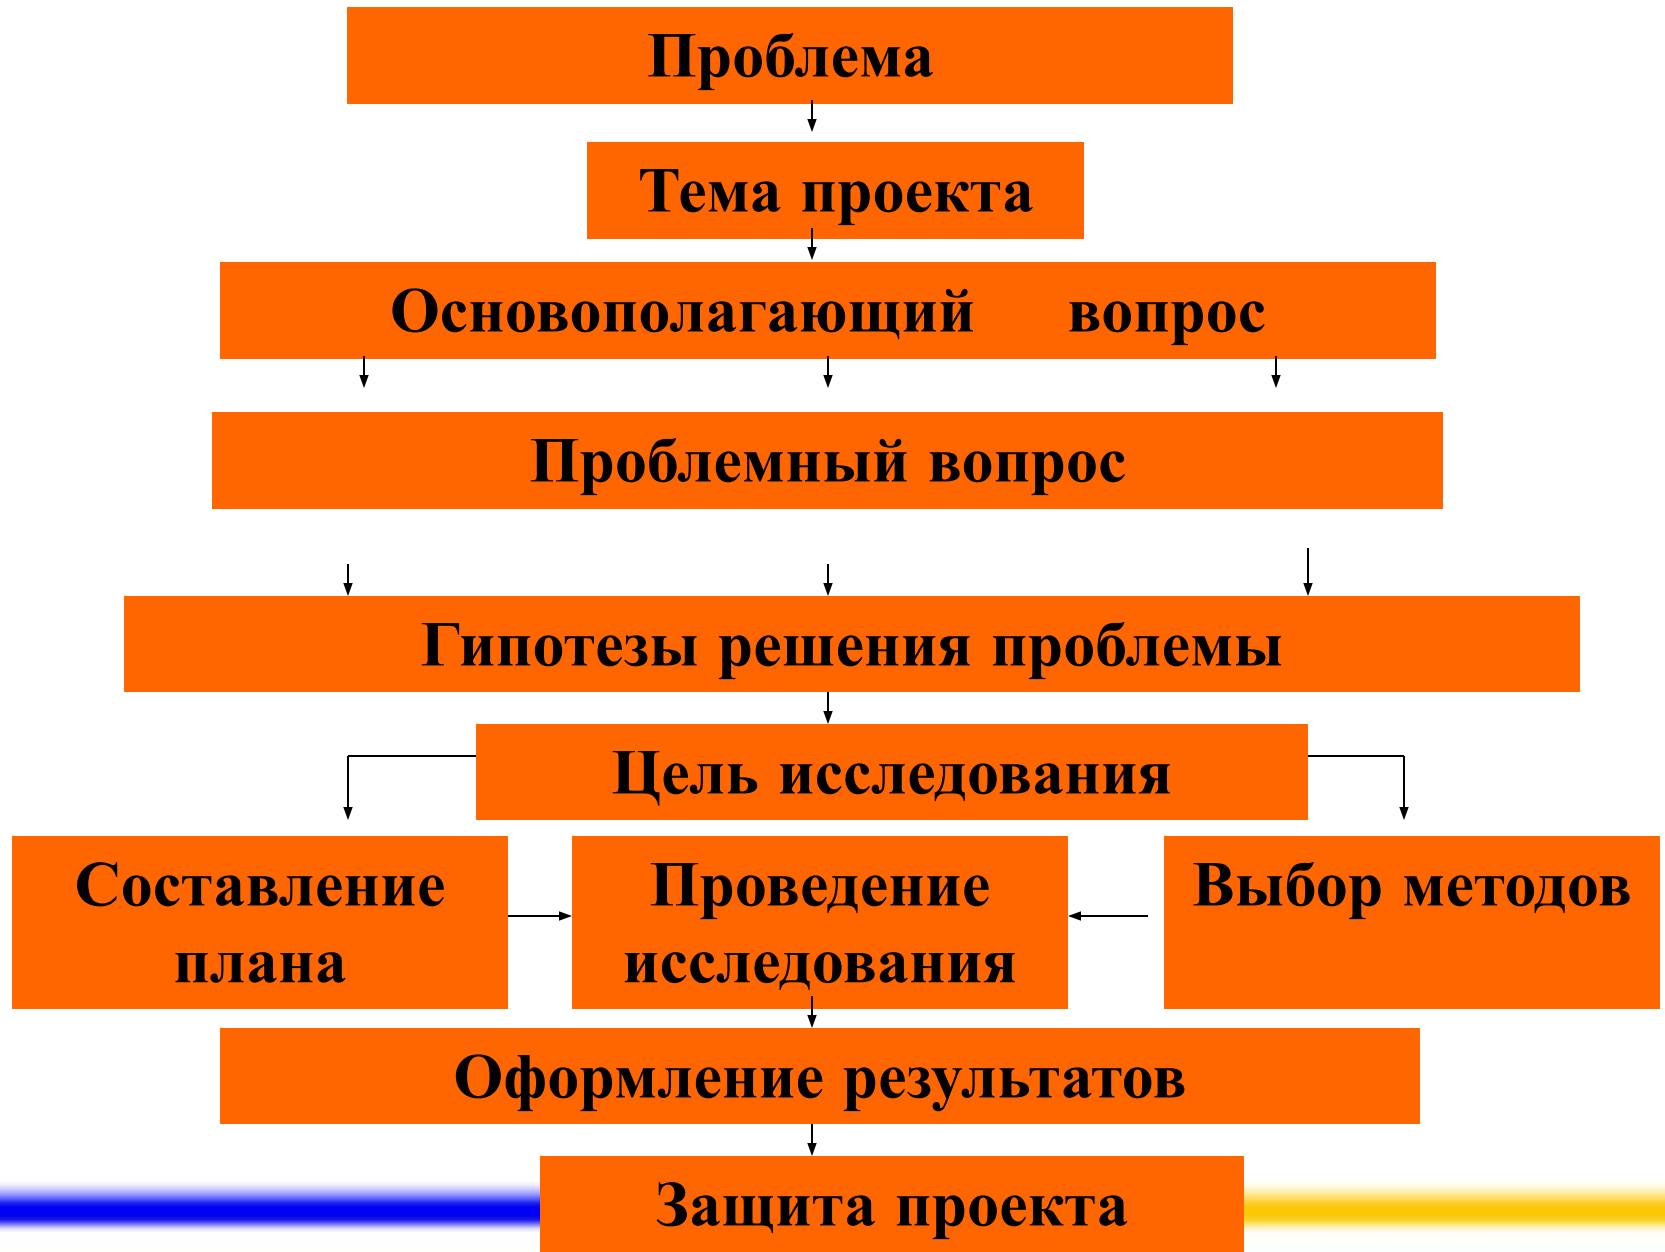 Проблема
Тема проекта
Основополагающий вопрос
Проблемный вопрос
Гипотезы решения проблемы
Цель исследования
Составление
плана
Проведение
исследования
Выбор методов
Оформление результатов
Защита проекта